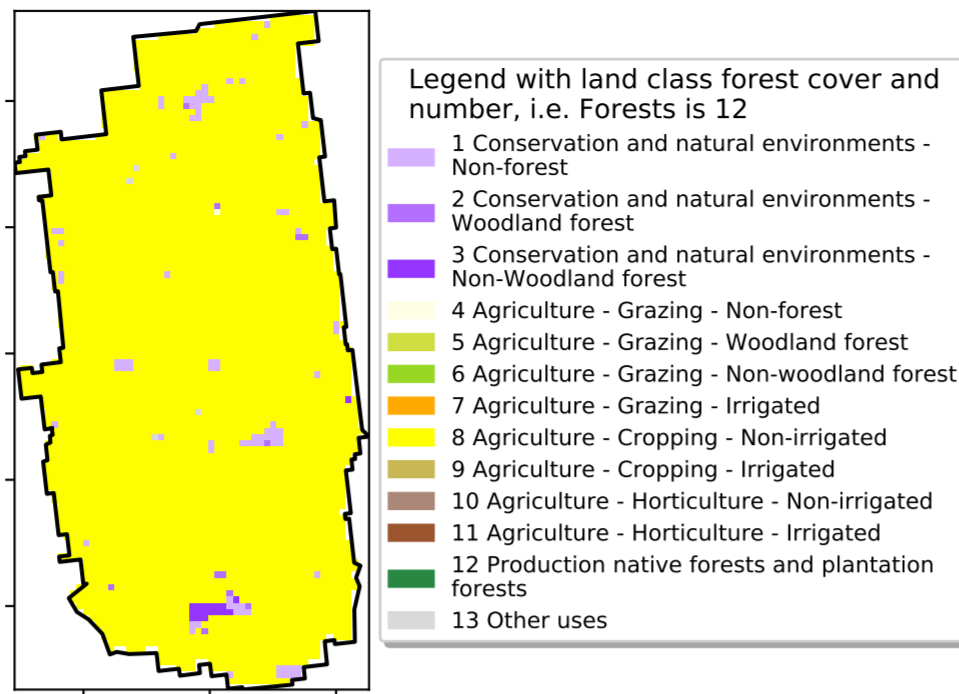 Legend with land class forest cover and
number, i.e. Forests is 12
1 Conservation and natural environments -
Non-forest
2 Conservation and natural environments -
Woodland forest
3 Conservation and natural environments -
Non-Woodland forest
4 Agriculture - Grazing - Non-forest
5 Agriculture - Grazing - Woodland forest
6 Agriculture - Grazing - Non-woodland forest
7 Agriculture - Grazing - Irrigated
8 Agriculture - Cropping - Non-irrigated
9 Agriculture - Cropping - Irrigated
10 Agriculture - Horticulture - Non-irrigated
11 Agriculture - Horticulture - Irrigated
12 Production native forests and plantation
forests
13 Other uses